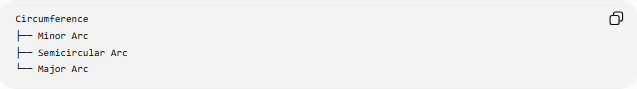 Circumference
├── Minor Arc
├── Semicircular Arc
└── Major Arc